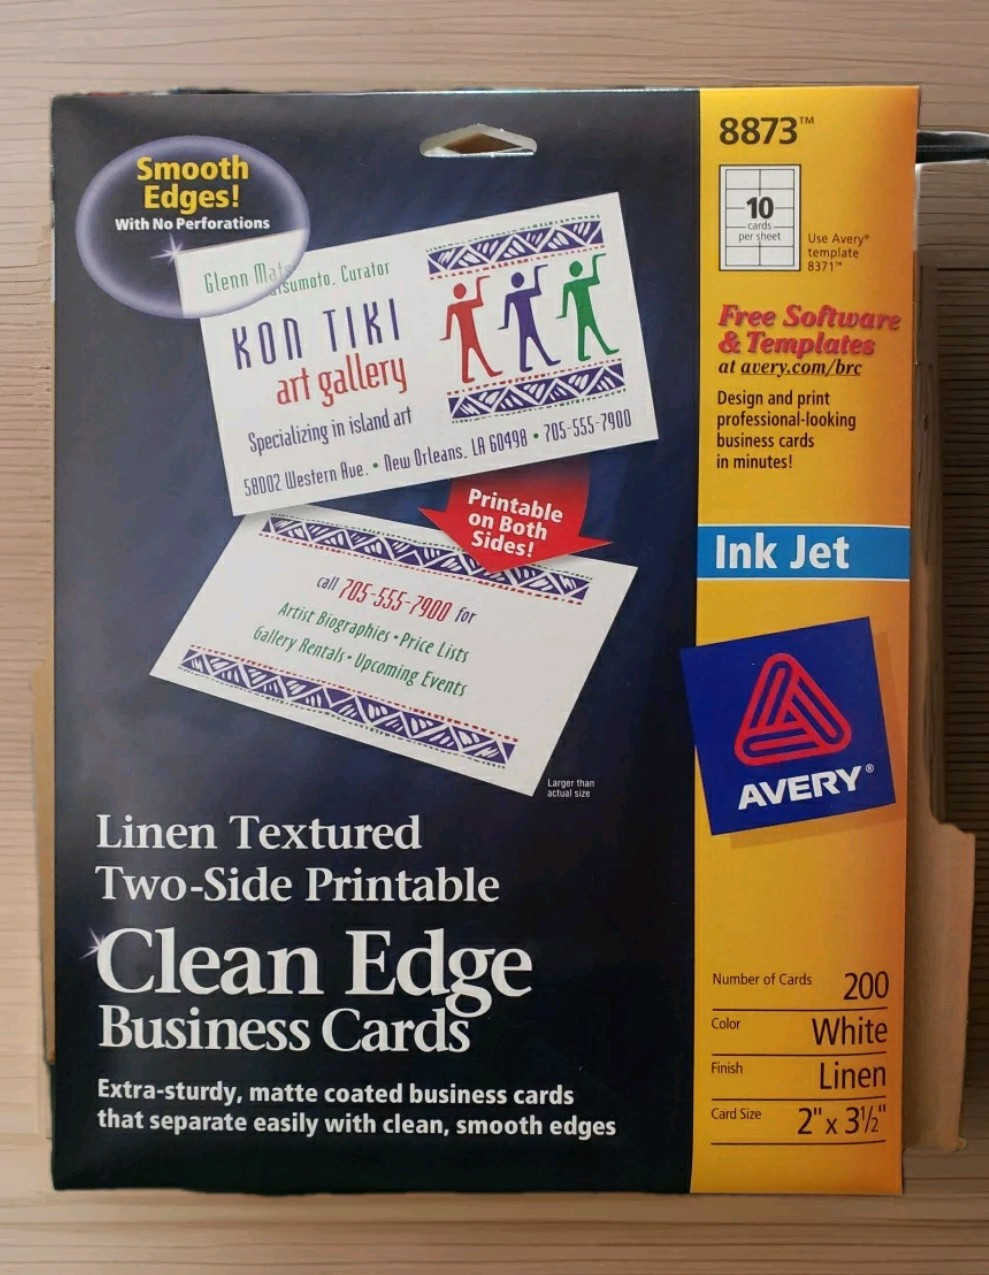 Smooth
Edges!
With No Perforations
Glenn Matsumoto, Curator
KON TIKI
art gallery
Specializing in island art
58002 Western Ave. • New Orleans, LA 60498 • 705-555-7900
Printable
on Both
Sides!
call 705-555-7900 for
Artist Biographies • Price Lists
Gallery Rentals • Upcoming Events
Larger than
actual size
Linen Textured
Two-Side Printable
Clean Edge
Business Cards
Extra-sturdy, matte coated business cards
that separate easily with clean, smooth edges
8873™
10
cards
per sheet
Use Avery®
template
8371™
Free Software
& Templates
at avery.com/brc
Design and print
professional-looking
business cards
in minutes!
Ink Jet
AVERY®
Number of Cards 200
Color White
Finish Linen
Card Size 2" x 3½"